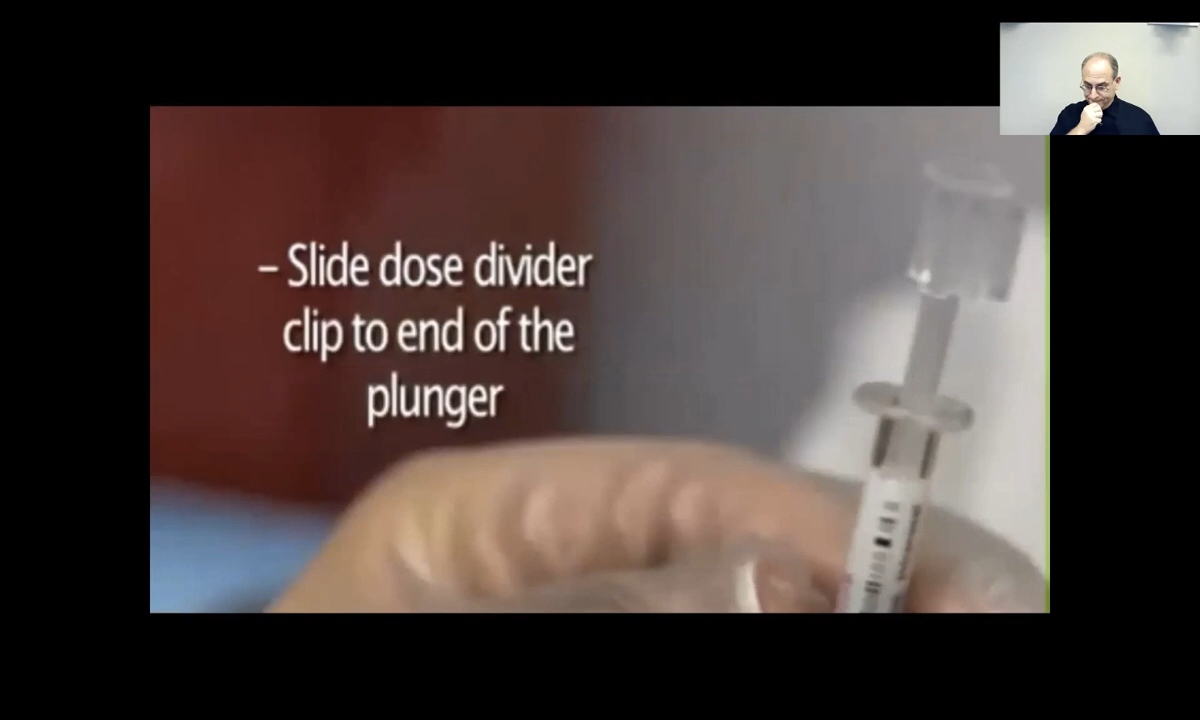 – Slide dose divider
clip to end of the
plunger